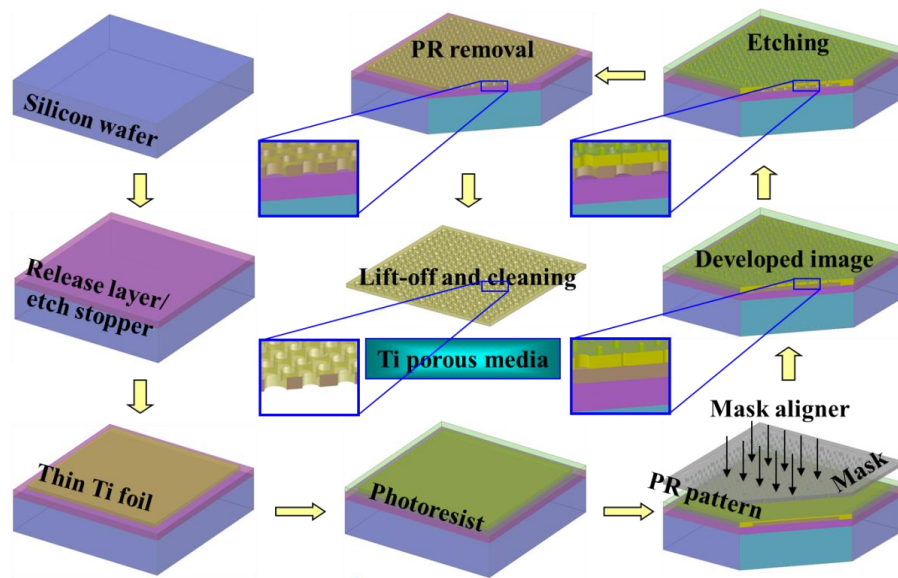 Silicon wafer
Release layer/
etch stopper
Thin Ti foil
Photoresist
Mask aligner
Mask
PR pattern
Developed image
Etching
PR removal
Lift-off and cleaning
Ti porous media